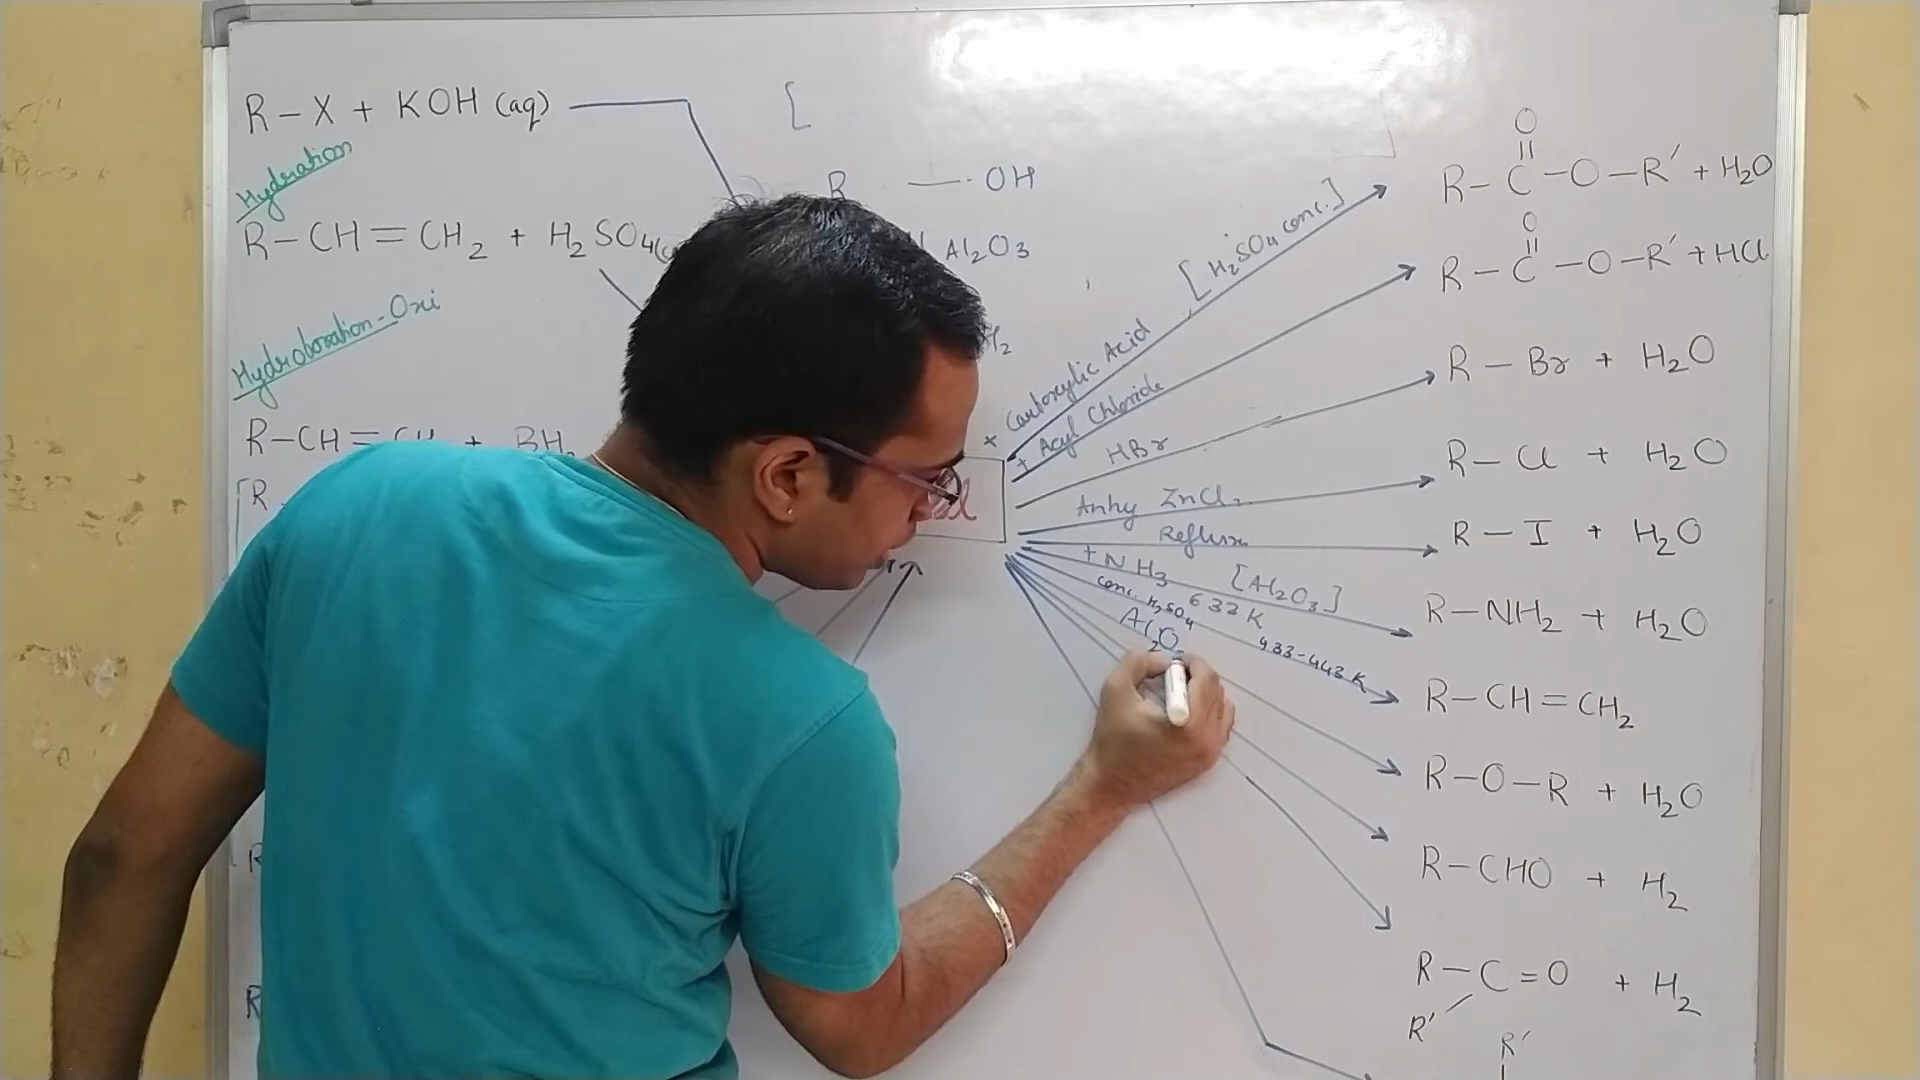 R-X + KOH (aq)
Hydration
R-CH=CH2 + H2SO4
Hydroboration-Oxi
R-CH= + BH
R
R
R
[
R —OH
Al2O3
+ Carboxylic Acid [H2SO4 conc.]
+ Acyl Chloride
HBr
Anhy ZnCl2
Reflux
+ NH3 [Al2O3]
633 K
conc. H2SO4 433-443 K
Al2O
O
R-C-O-R' + H2O
O
R-C-O-R' + HCl
R-Br + H2O
R-Cl + H2O
R-I + H2O
R-NH2 + H2O
R-CH=CH2
R-O-R + H2O
R-CHO + H2
R-C=O + H2
R'
R'